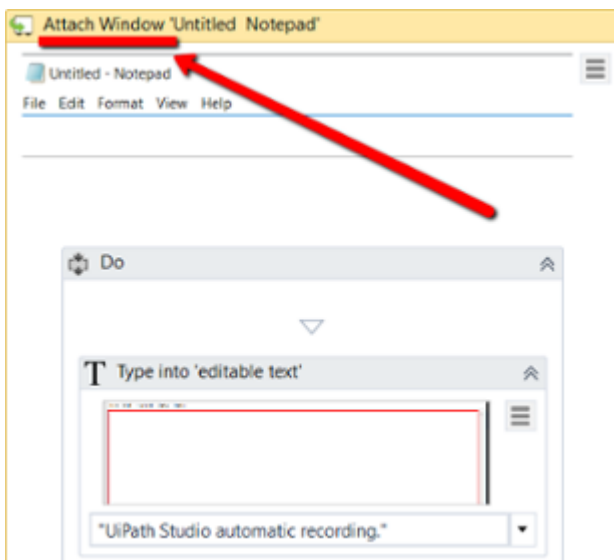 Attach Window 'Untitled  Notepad'
Untitled - Notepad
File Edit Format View Help
Do
T Type into 'editable text'
"UiPath Studio automatic recording."